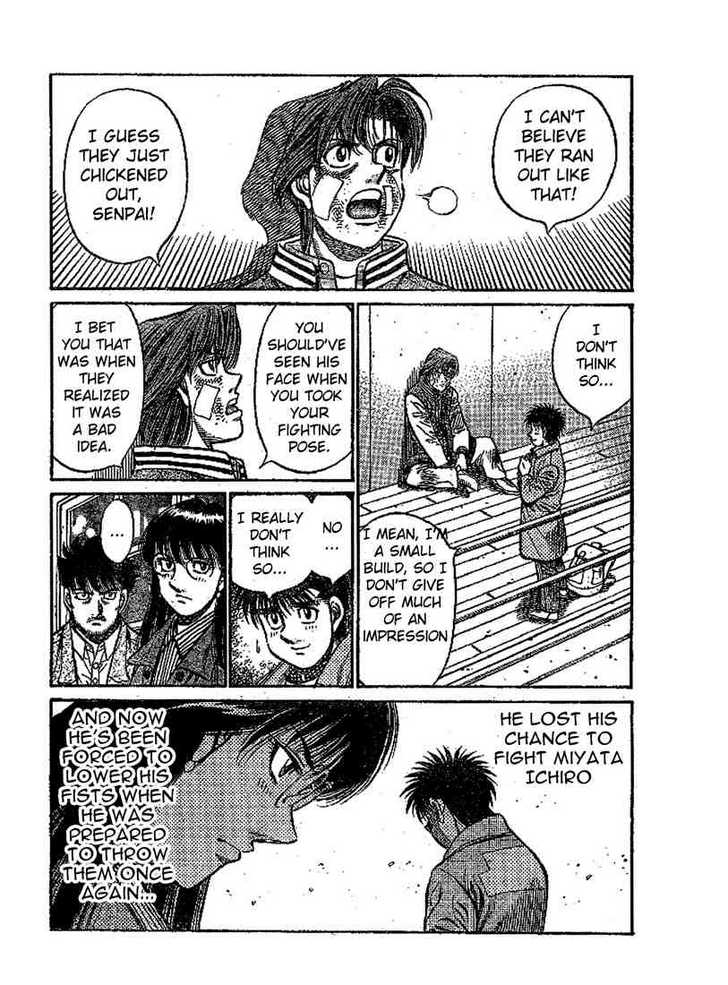 I CAN'T
BELIEVE
THEY RAN
OUT LIKE
THAT!
I GUESS
THEY JUST
CHICKENED
OUT,
SENPAI!
I
DON'T
THINK
SO...
I MEAN, I'M
A SMALL
BUILD, SO I
DON'T GIVE
OFF MUCH
OF AN
IMPRESSION
YOU
SHOULD'VE
SEEN HIS
FACE WHEN
YOU TOOK
YOUR
FIGHTING
POSE.
I BET
YOU THAT
WAS WHEN
THEY
REALIZED
IT WAS
A BAD
IDEA.
NO
...
I REALLY
DON'T
THINK
SO...
...
HE LOST HIS
CHANCE TO
FIGHT MIYATA
ICHIRO
AND NOW
HE'S BEEN
FORCED TO
LOWER HIS
FISTS WHEN
HE WAS
PREPARED
TO THROW
THEM ONCE
AGAIN...